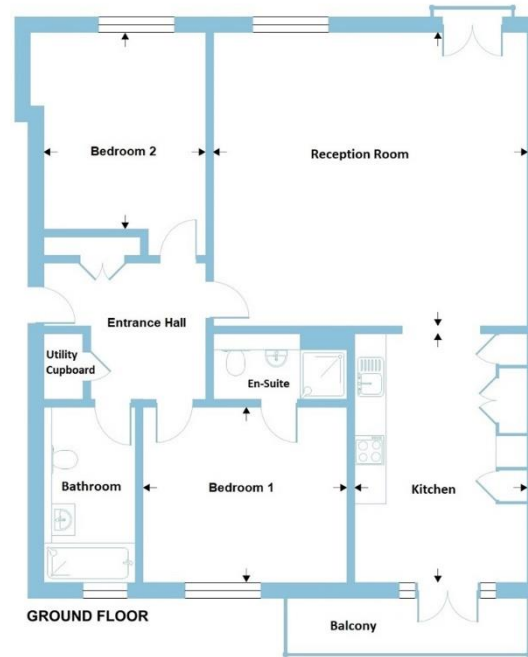 Bedroom 2
Reception Room
Entrance Hall
Utility
Cupboard
En-Suite
Bathroom
Bedroom 1
Kitchen
GROUND FLOOR
Balcony